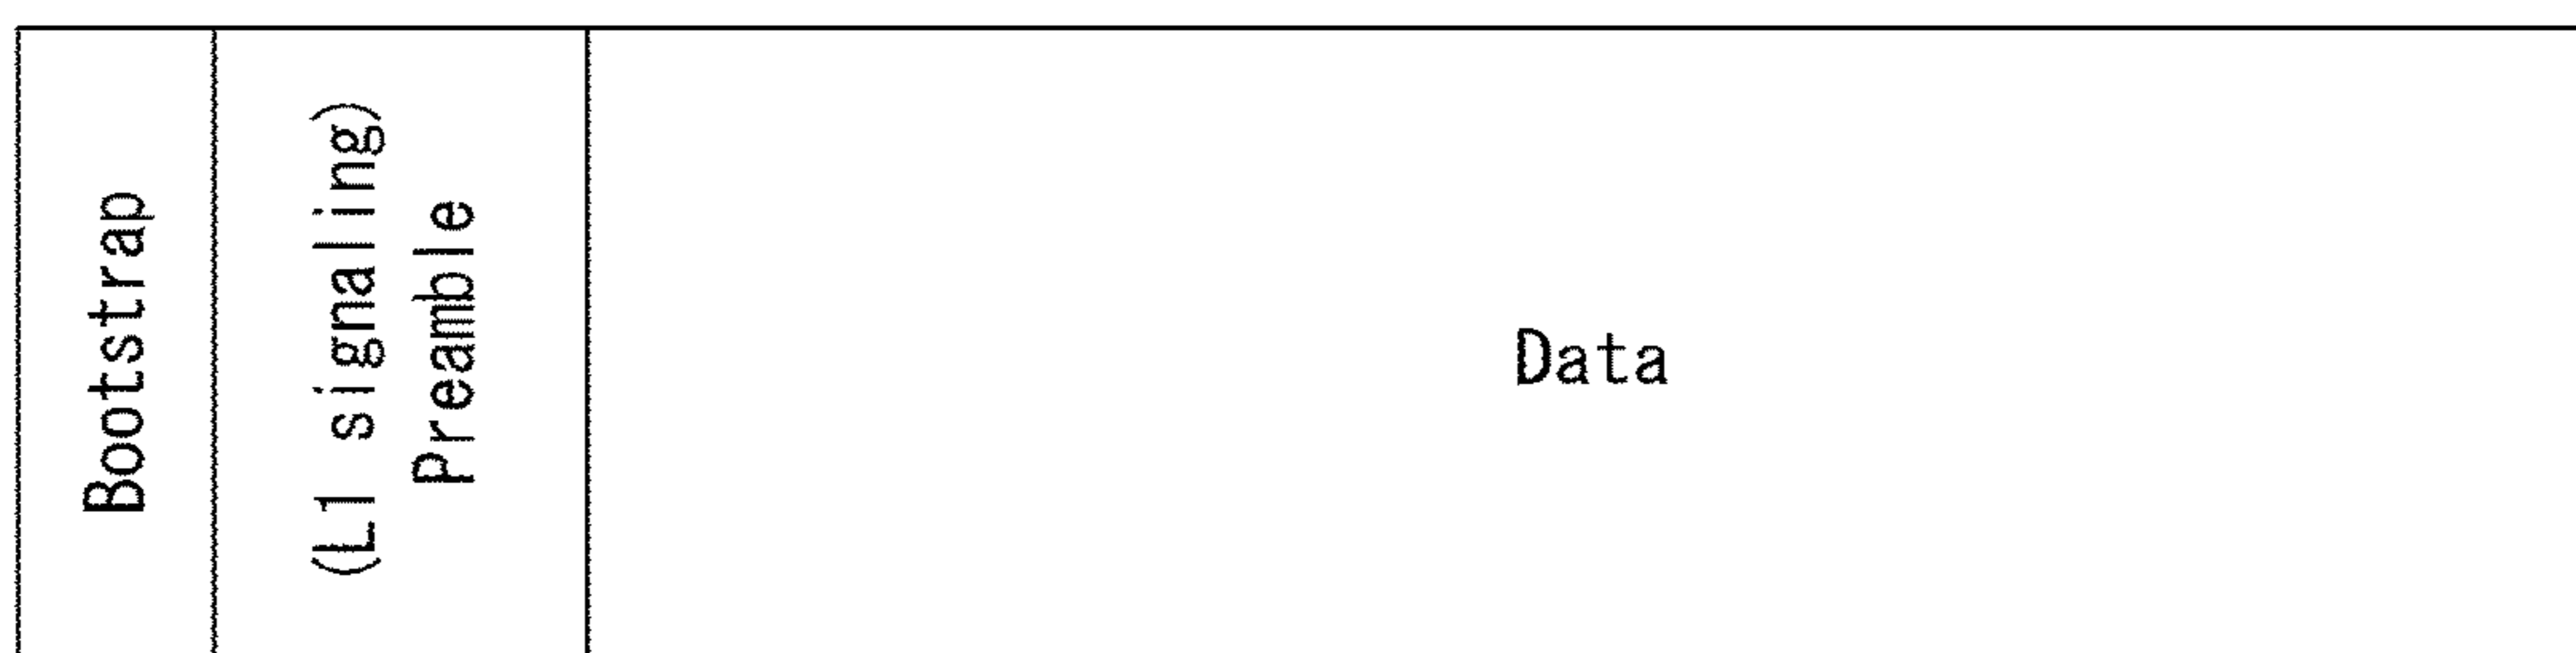 Bootstrap
(L1 signaling)
Preamble
Data